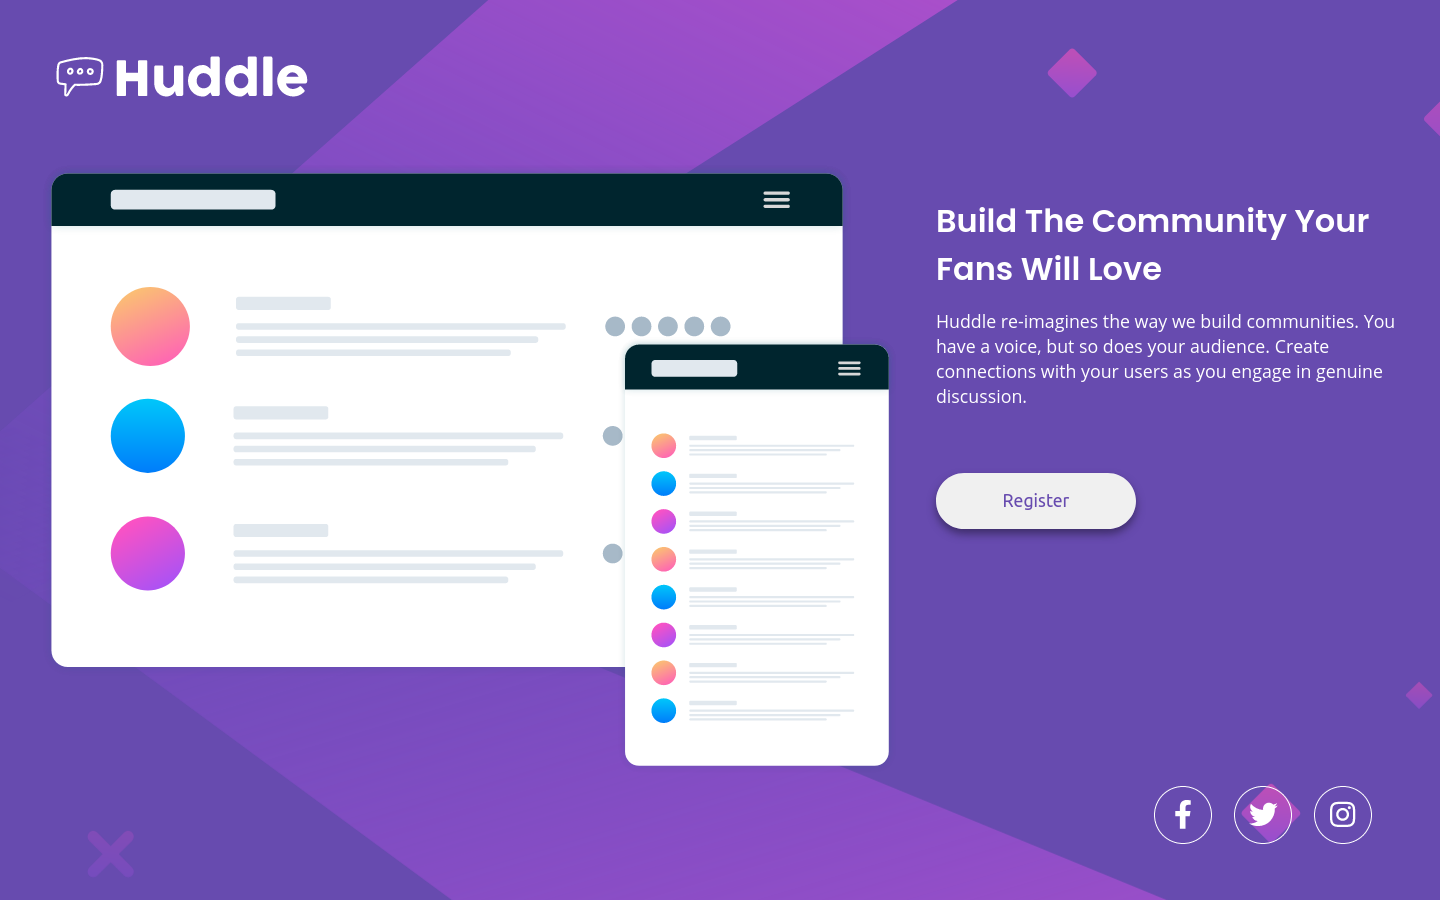 Huddle
Build The Community Your
Fans Will Love
Huddle re-imagines the way we build communities. You
have a voice, but so does your audience. Create
connections with your users as you engage in genuine
discussion.
Register